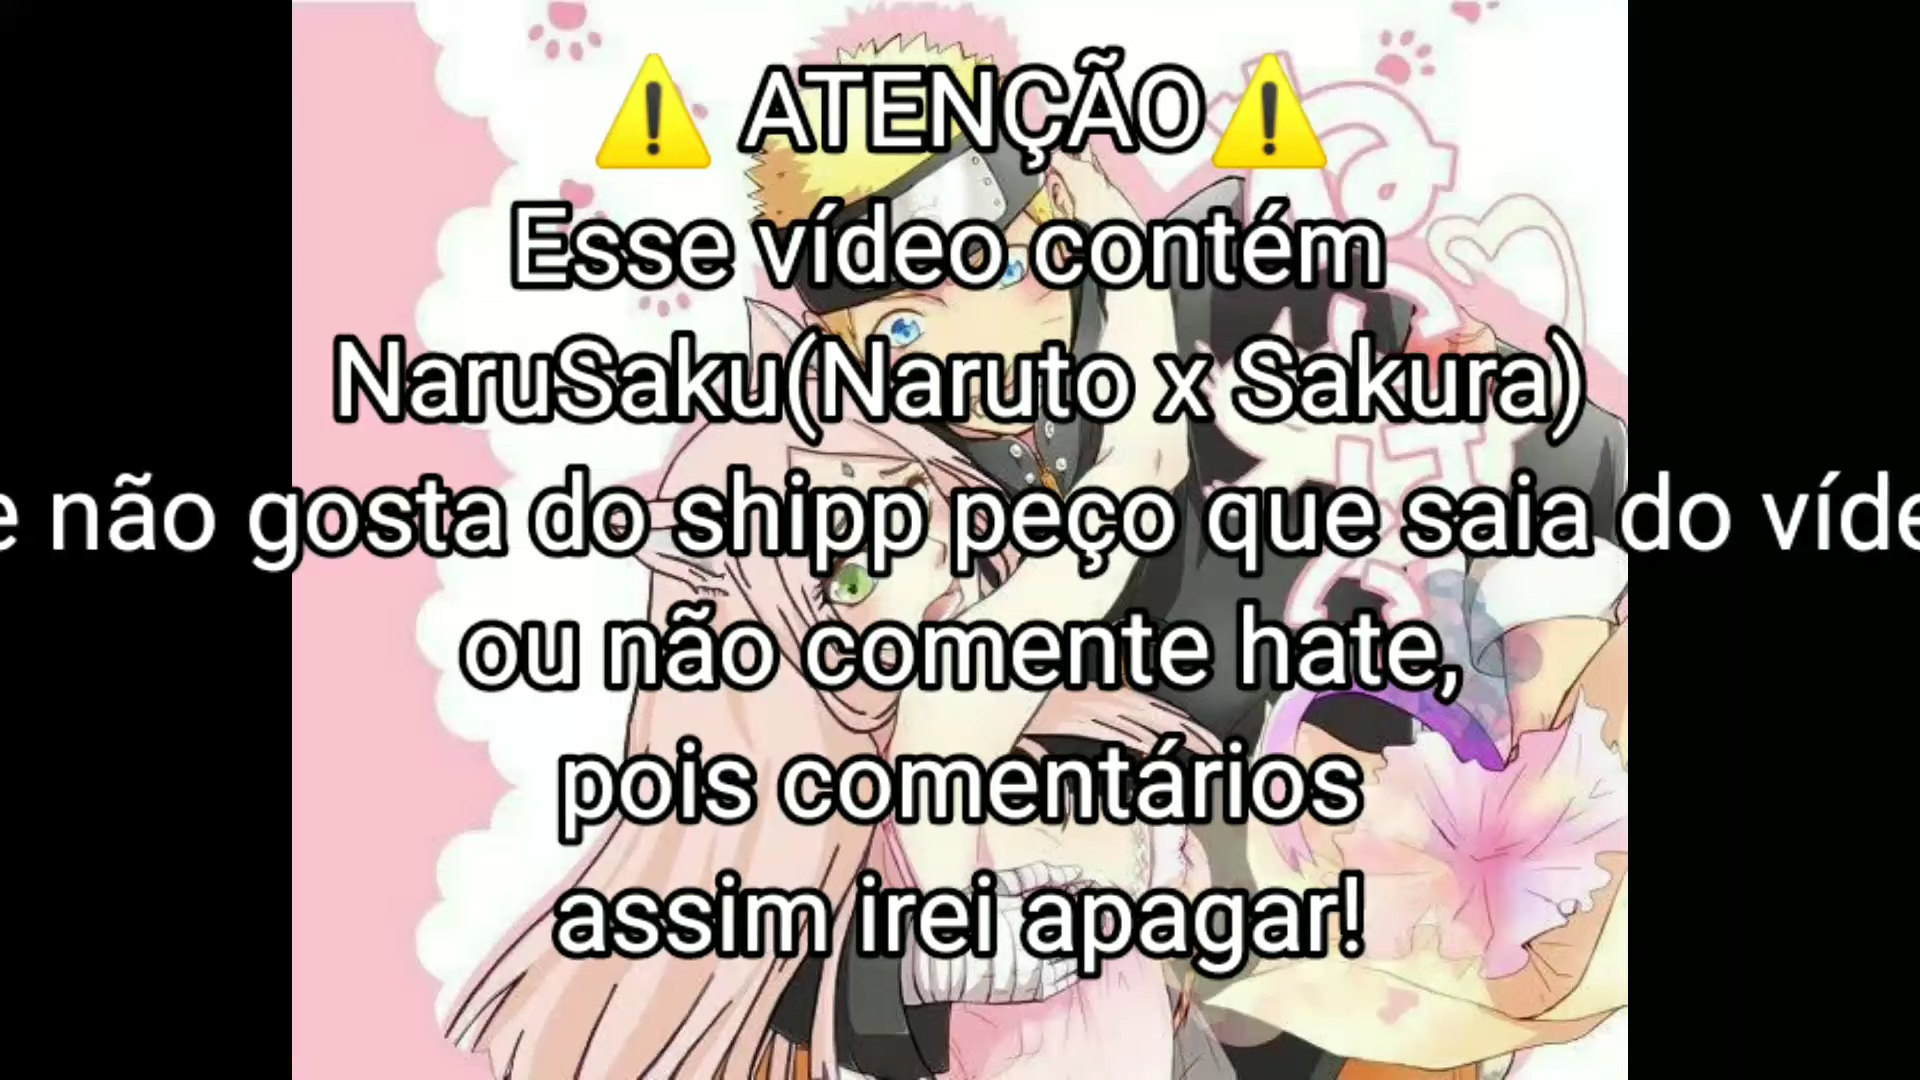 ⚠️ ATENÇÃO⚠️
Esse vídeo contém
NaruSaku(Naruto x Sakura)
não gosta do shipp peço que saia do
ou não comente hate,
pois comentários
assim irei apagar!